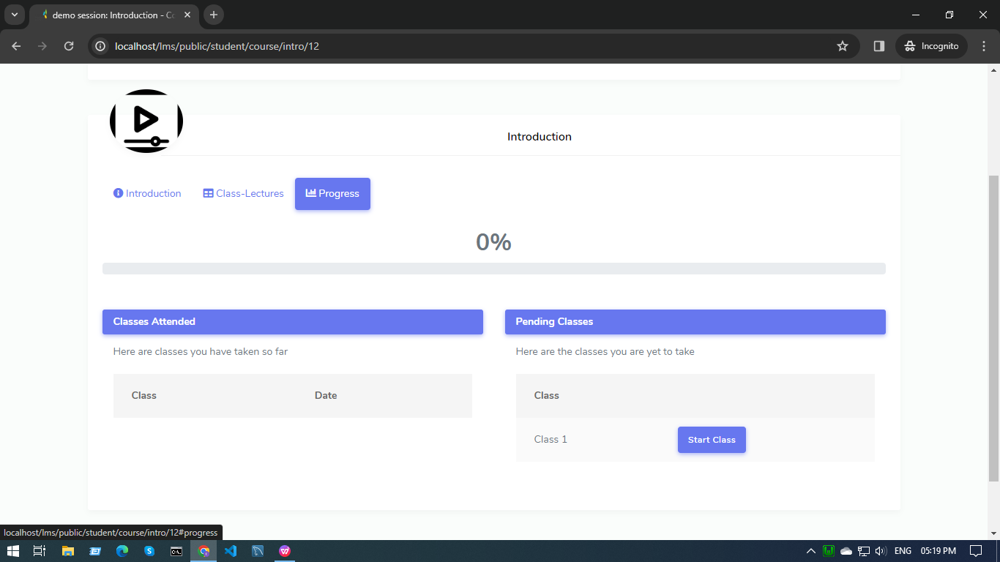 demo session: Introduction - Co
localhost/lms/public/student/course/intro/12
Incognito
Introduction
Introduction
Class-Lectures
Progress
0%
Classes Attended
Pending Classes
Here are classes you have taken so far
Here are the classes you are yet to take
Class
Date
Class
Class 1
Start Class
localhost/lms/public/student/course/intro/12#progress
ENG
05:19 PM